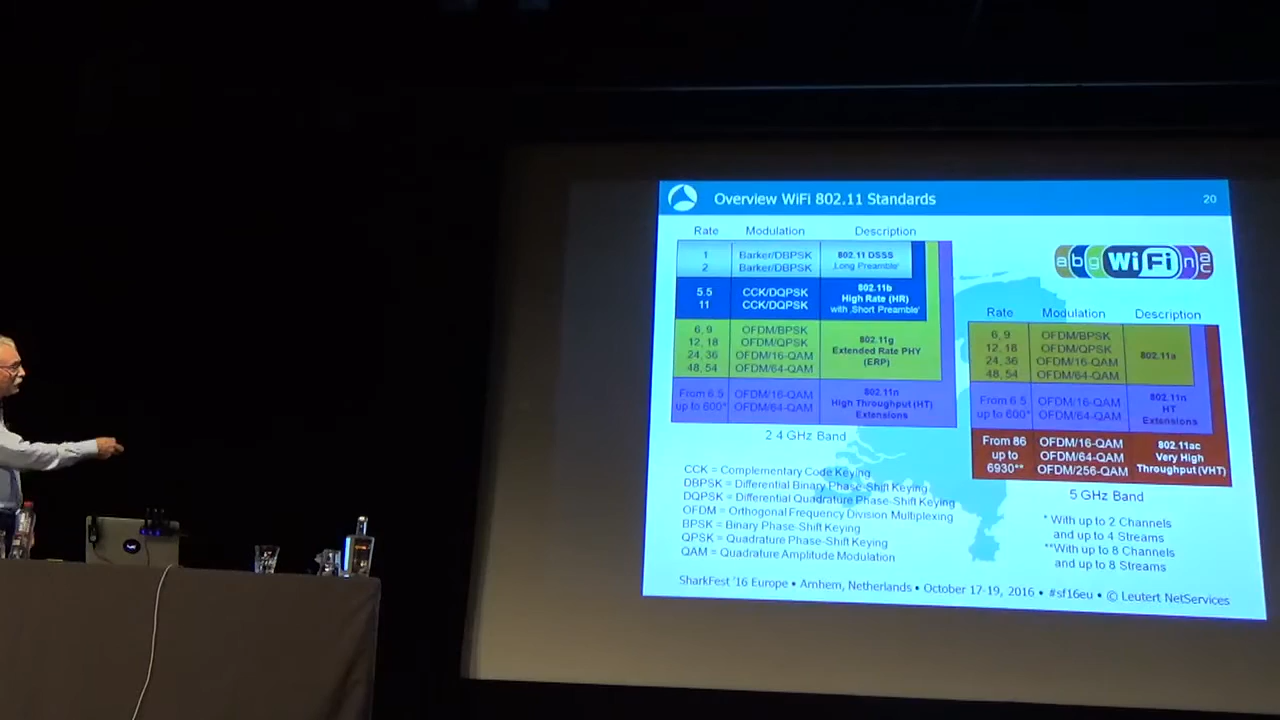 Overview WiFi 802.11 Standards
20
Rate Modulation Description
1 Barker/DBPSK 802.11 DSSS
2 Barker/DBPSK ‚Long Preamble'
5.5 CCK/DQPSK 802.11b
11 CCK/DQPSK High Rate (HR)
with ‚Short Preamble'
6, 9 OFDM/BPSK
12, 18 OFDM/QPSK 802.11g
24, 36 OFDM/16-QAM Extended Rate PHY
48, 54 OFDM/64-QAM (ERP)
From 6.5 OFDM/16-QAM 802.11n
up to 600* OFDM/64-QAM High Throughput (HT)
Extensions
2.4 GHz Band
CCK = Complementary Code Keying
DBPSK = Differential Binary Phase-Shift Keying
DQPSK = Differential Quadrature Phase-Shift Keying
OFDM = Orthogonal Frequency Division Multiplexing
BPSK = Binary Phase-Shift Keying
QPSK = Quadrature Phase-Shift Keying
QAM = Quadrature Amplitude Modulation
a b g WiFi n ac
Rate Modulation Description
6, 9 OFDM/BPSK
12, 18 OFDM/QPSK 802.11a
24, 36 OFDM/16-QAM
48, 54 OFDM/64-QAM
From 6.5 OFDM/16-QAM 802.11n
up to 600* OFDM/64-QAM HT
Extensions
From 86 OFDM/16-QAM 802.11ac
up to OFDM/64-QAM Very High
6930** OFDM/256-QAM Throughput (VHT)
5 GHz Band
* With up to 2 Channels
and up to 4 Streams
**With up to 8 Channels
and up to 8 Streams
SharkFest '16 Europe • Arnhem, Netherlands • October 17-19, 2016 • #sf16eu • © Leutert NetServices